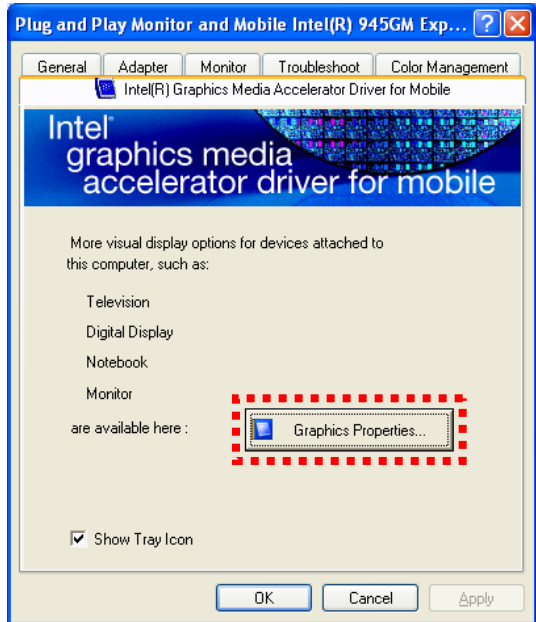 Plug and Play Monitor and Mobile Intel(R) 945GM Exp...
General Adapter Monitor Troubleshoot Color Management
Intel(R) Graphics Media Accelerator Driver for Mobile
Intel®
graphics media
accelerator driver for mobile
More visual display options for devices attached to
this computer, such as:
Television
Digital Display
Notebook
Monitor
are available here :
Graphics Properties...
Show Tray Icon
OK Cancel Apply